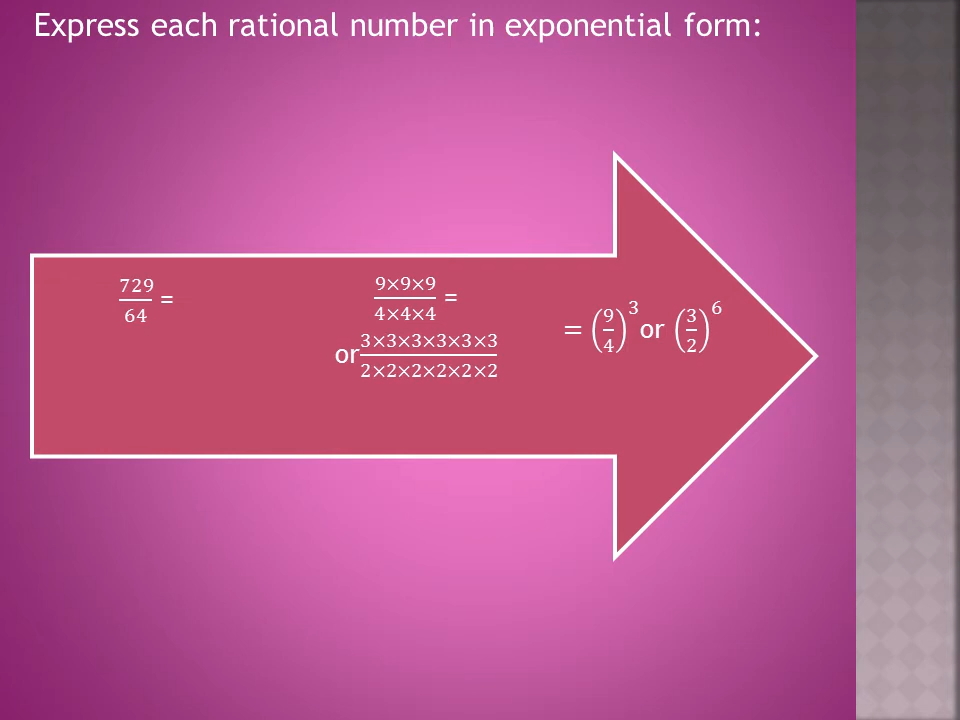 Express each rational number in exponential form:
729/64 =
9×9×9/4×4×4 =
or 3×3×3×3×3×3/2×2×2×2×2×2
= (9/4)³ or (3/2)⁶